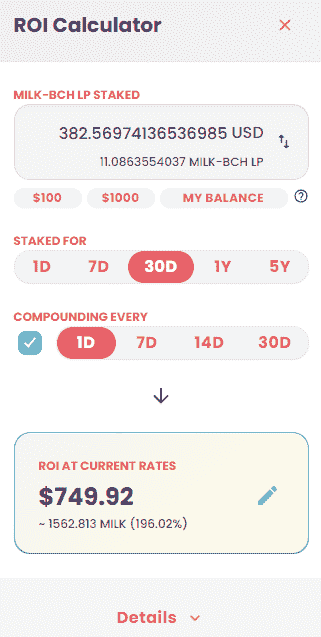 ROI Calculator
MILK-BCH LP STAKED
382.56974136536985 USD
11.0863554037 MILK-BCH LP
$100 $1000 MY BALANCE
STAKED FOR
1D 7D 30D 1Y 5Y
COMPOUNDING EVERY
1D 7D 14D 30D
ROI AT CURRENT RATES
$749.92
~ 1562.813 MILK (196.02%)
Details